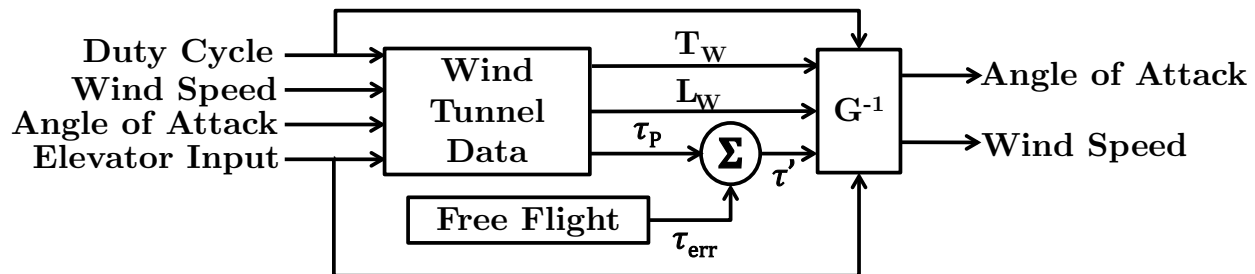 Duty Cycle
Wind Speed
Angle of Attack
Elevator Input
Wind
Tunnel
Data
T_W
L_W
τ_P
Σ
τ'
G⁻¹
Free Flight
τ_err
Angle of Attack
Wind Speed